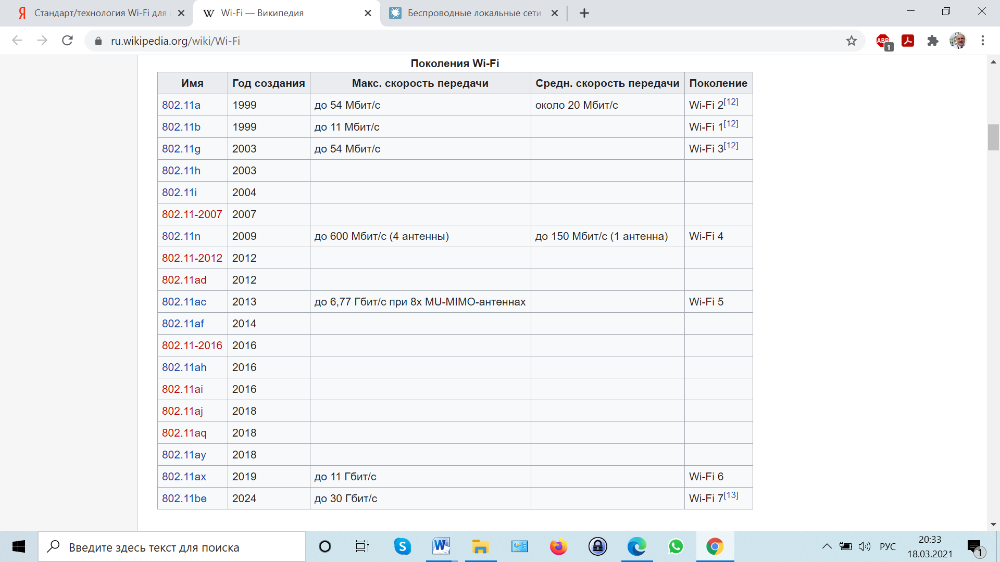 Стандарт/технология Wi-Fi для
Wi-Fi — Википедия
Беспроводные локальные сети
ru.wikipedia.org/wiki/Wi-Fi
ABP
1
Поколения Wi-Fi
Имя Год создания Макс. скорость передачи Средн. скорость передачи Поколение
802.11a 1999 до 54 Мбит/с около 20 Мбит/с Wi-Fi 2[12]
802.11b 1999 до 11 Мбит/с Wi-Fi 1[12]
802.11g 2003 до 54 Мбит/с Wi-Fi 3[12]
802.11h 2003
802.11i 2004
802.11-2007 2007
802.11n 2009 до 600 Мбит/с (4 антенны) до 150 Мбит/с (1 антенна) Wi-Fi 4
802.11-2012 2012
802.11ad 2012
802.11ac 2013 до 6,77 Гбит/с при 8x MU-MIMO-антеннах Wi-Fi 5
802.11af 2014
802.11-2016 2016
802.11ah 2016
802.11ai 2016
802.11aj 2018
802.11aq 2018
802.11ay 2018
802.11ax 2019 до 11 Гбит/с Wi-Fi 6
802.11be 2024 до 30 Гбит/с Wi-Fi 7[13]
Введите здесь текст для поиска
РУС
20:33
18.03.2021
1